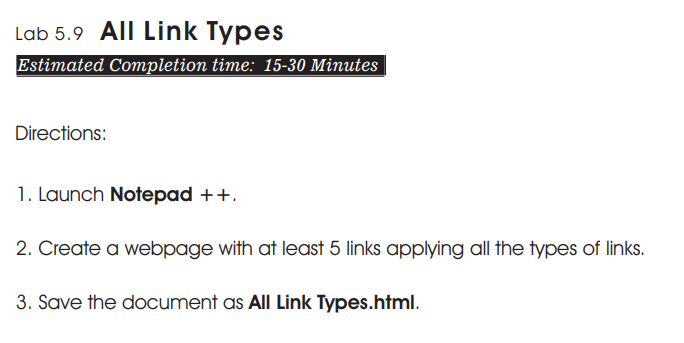 Lab 5.9 All Link Types
Estimated Completion time: 15-30 Minutes
Directions:
1. Launch Notepad ++.
2. Create a webpage with at least 5 links applying all the types of links.
3. Save the document as All Link Types.html.